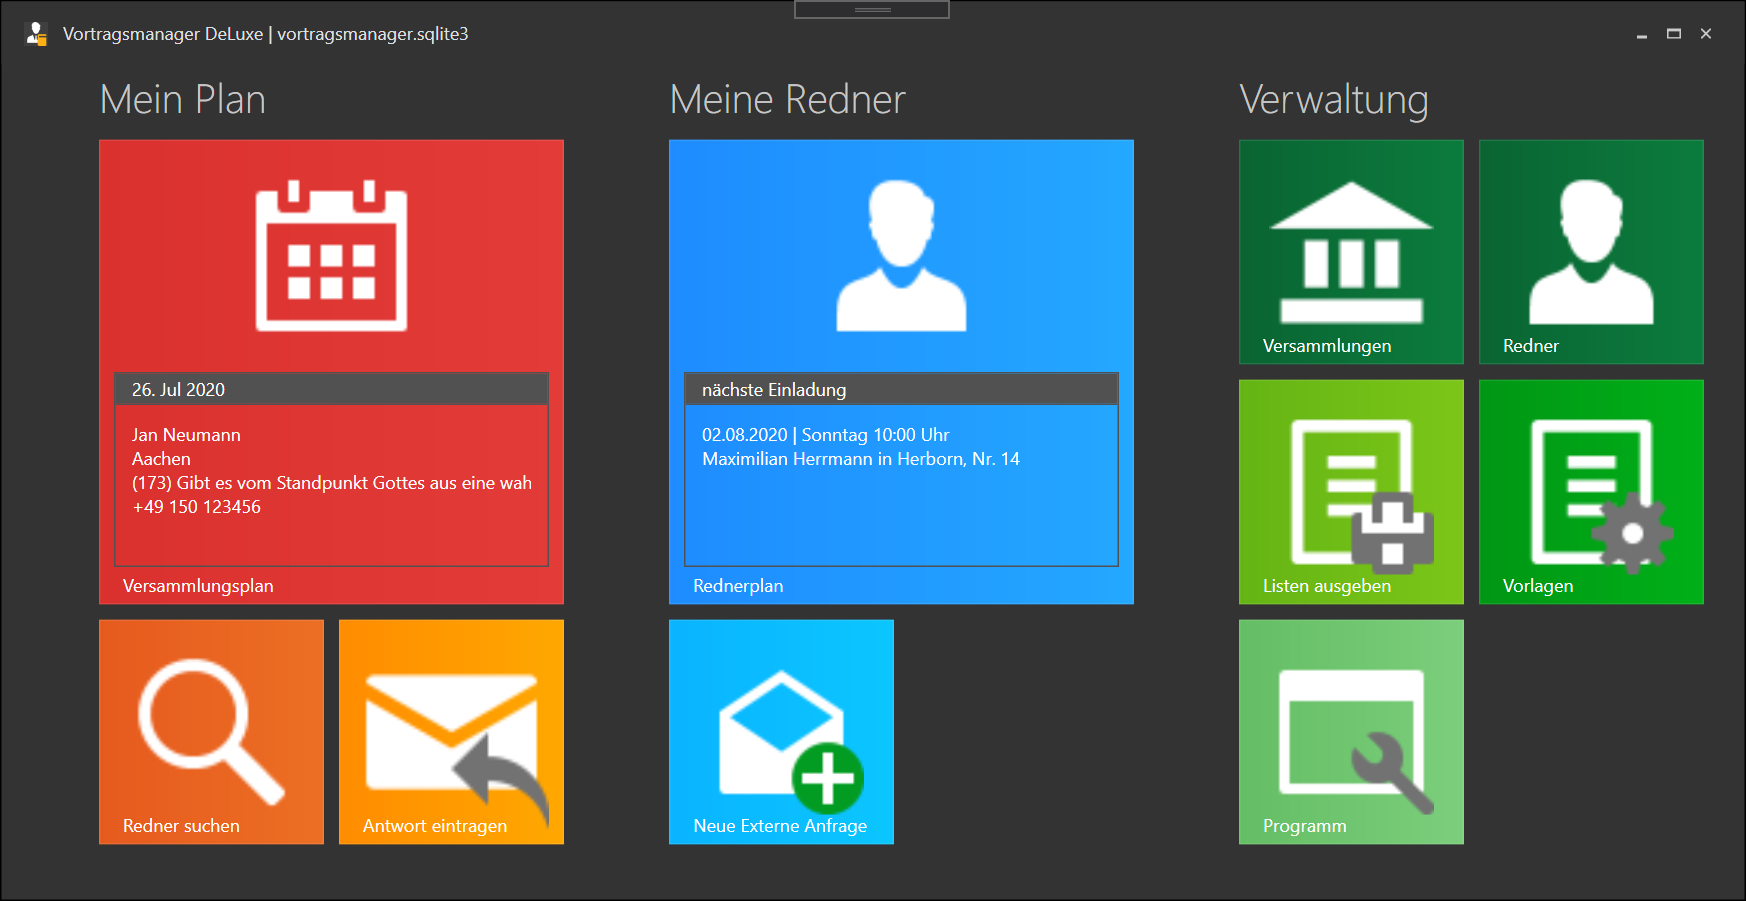 Vortragsmanager DeLuxe | vortragsmanager.sqlite3
Mein Plan
26. Jul 2020
Jan Neumann
Aachen
(173) Gibt es vom Standpunkt Gottes aus eine wah
+49 150 123456
Versammlungsplan
Redner suchen
Antwort eintragen
Meine Redner
nächste Einladung
02.08.2020 | Sonntag 10:00 Uhr
Maximilian Herrmann in Herborn, Nr. 14
Rednerplan
Neue Externe Anfrage
Verwaltung
Versammlungen
Redner
Listen ausgeben
Vorlagen
Programm